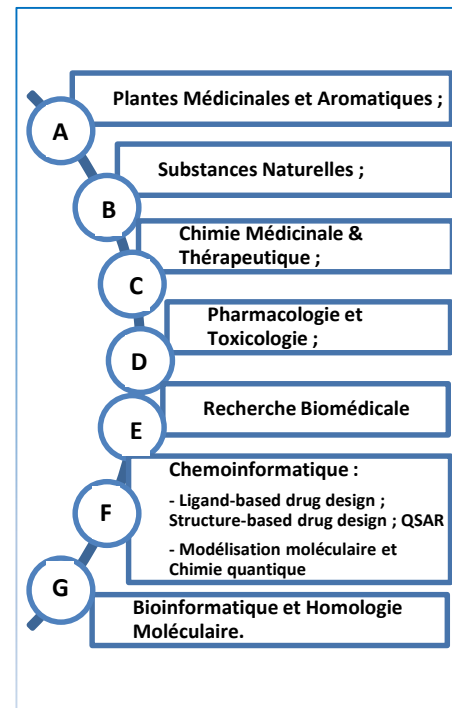 A
Plantes Médicinales et Aromatiques ;
B
Substances Naturelles ;
C
Chimie Médicinale &
Thérapeutique ;
D
Pharmacologie et
Toxicologie ;
E
Recherche Biomédicale
F
Chemoinformatique :
- Ligand-based drug design ;
Structure-based drug design ; QSAR
- Modélisation moléculaire et
Chimie quantique
G
Bioinformatique et Homologie
Moléculaire.